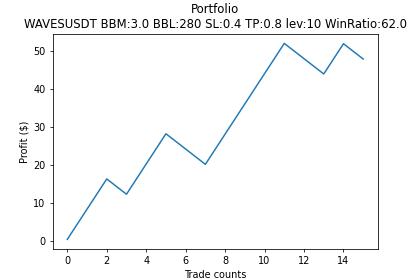 Portfolio
WAVESUSDT BBM:3.0 BBL:280 SL:0.4 TP:0.8 lev:10 WinRatio:62.0
Profit ($)
50
40
30
20
10
0
0 2 4 6 8 10 12 14
Trade counts